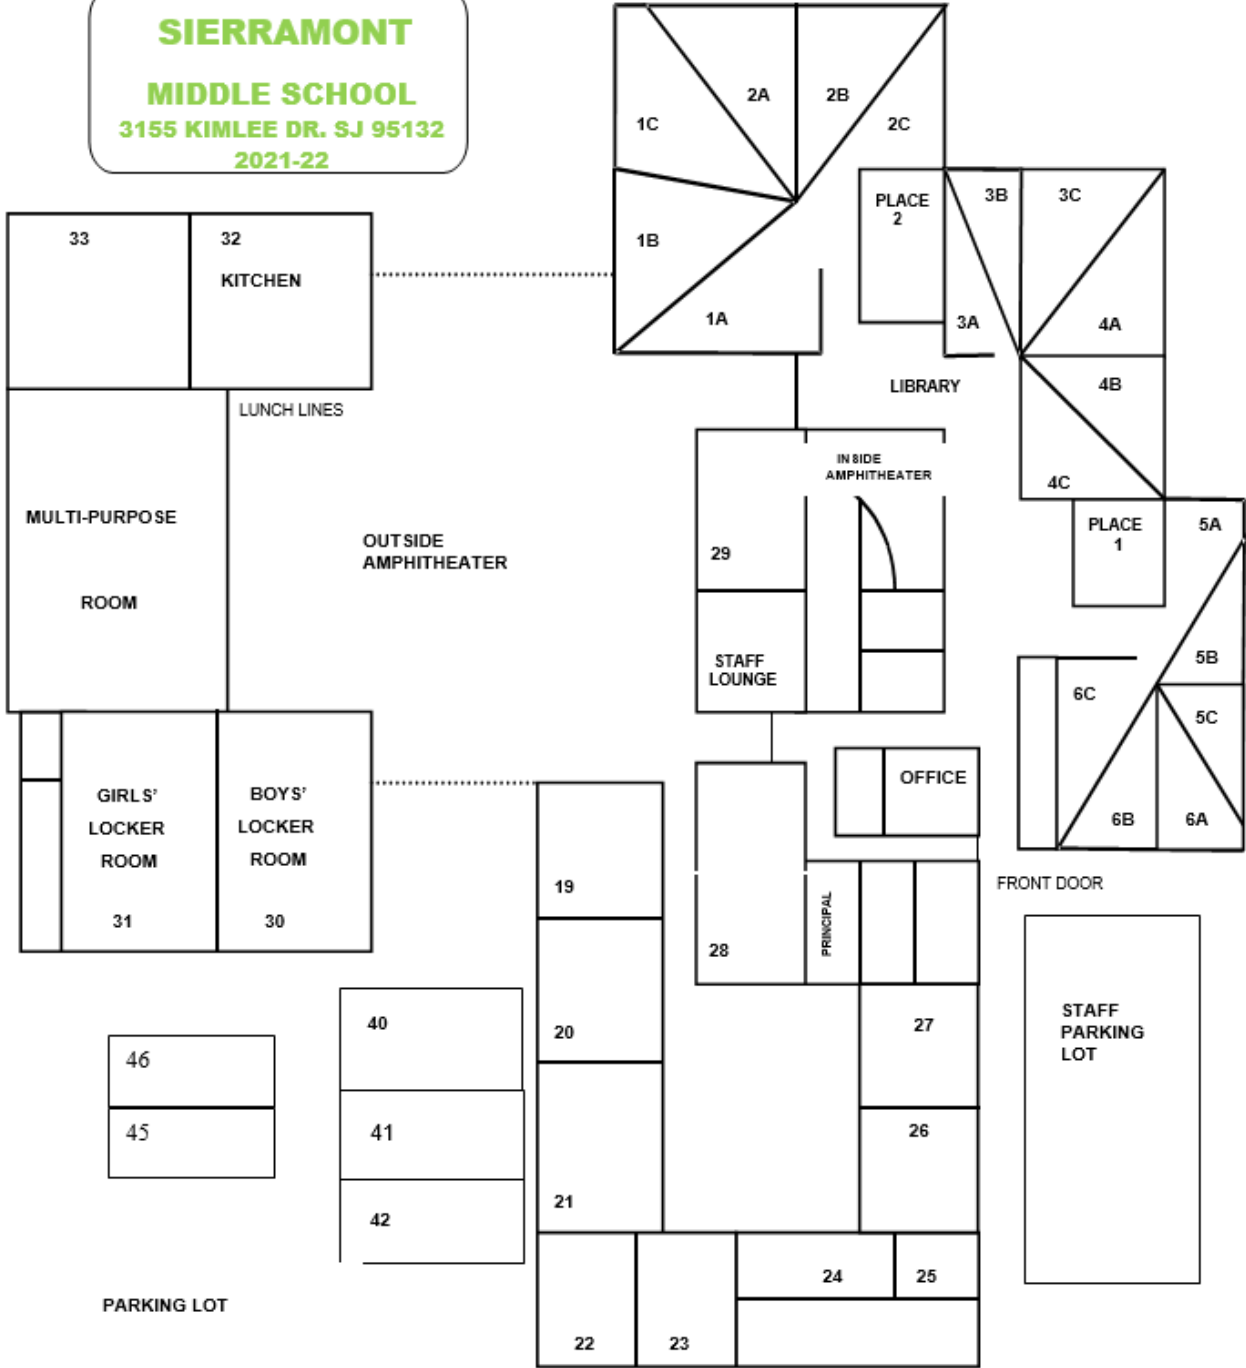 SIERRAMONT
MIDDLE SCHOOL
3155 KIMLEE DR. SJ 95132
2021-22
2A
2B
1C
2C
PLACE
2
3B
3C
33
32
KITCHEN
1B
1A
3A
4A
LIBRARY
4B
LUNCH LINES
INSIDE
AMPHITHEATER
4C
MULTI-PURPOSE
ROOM
OUTSIDE
AMPHITHEATER
29
PLACE
1
5A
STAFF
LOUNGE
5B
6C
5C
OFFICE
GIRLS'
LOCKER
ROOM
31
BOYS'
LOCKER
ROOM
30
6B
6A
19
FRONT DOOR
28
PRINCIPAL
40
20
27
STAFF
PARKING
LOT
46
45
41
26
21
42
24
25
PARKING LOT
22
23